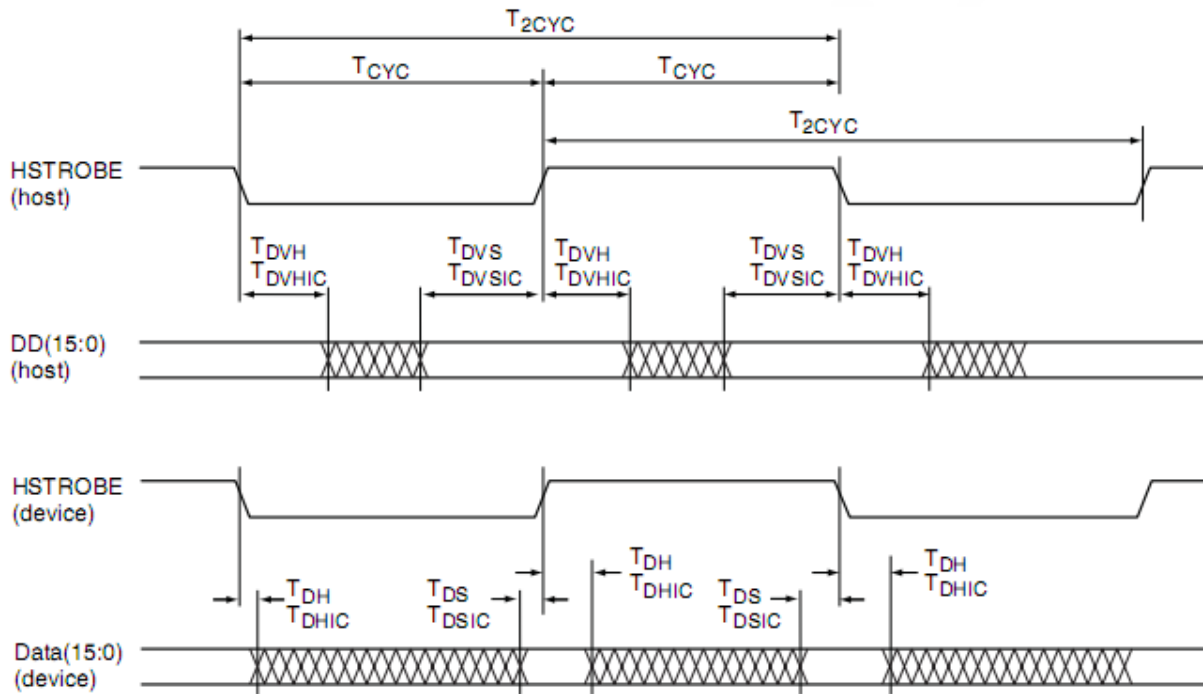 T2CYC
TCYC TCYC
T2CYC
HSTROBE
(host)
TDVH TDVS TDVH TDVS TDVH
TDVHIC TDVSIC TDVHIC TDVSIC TDVHIC
DD(15:0)
(host)
HSTROBE
(device)
TDH TDS TDH TDS TDH
TDHIC TDSIC TDHIC TDSIC TDHIC
Data(15:0)
(device)